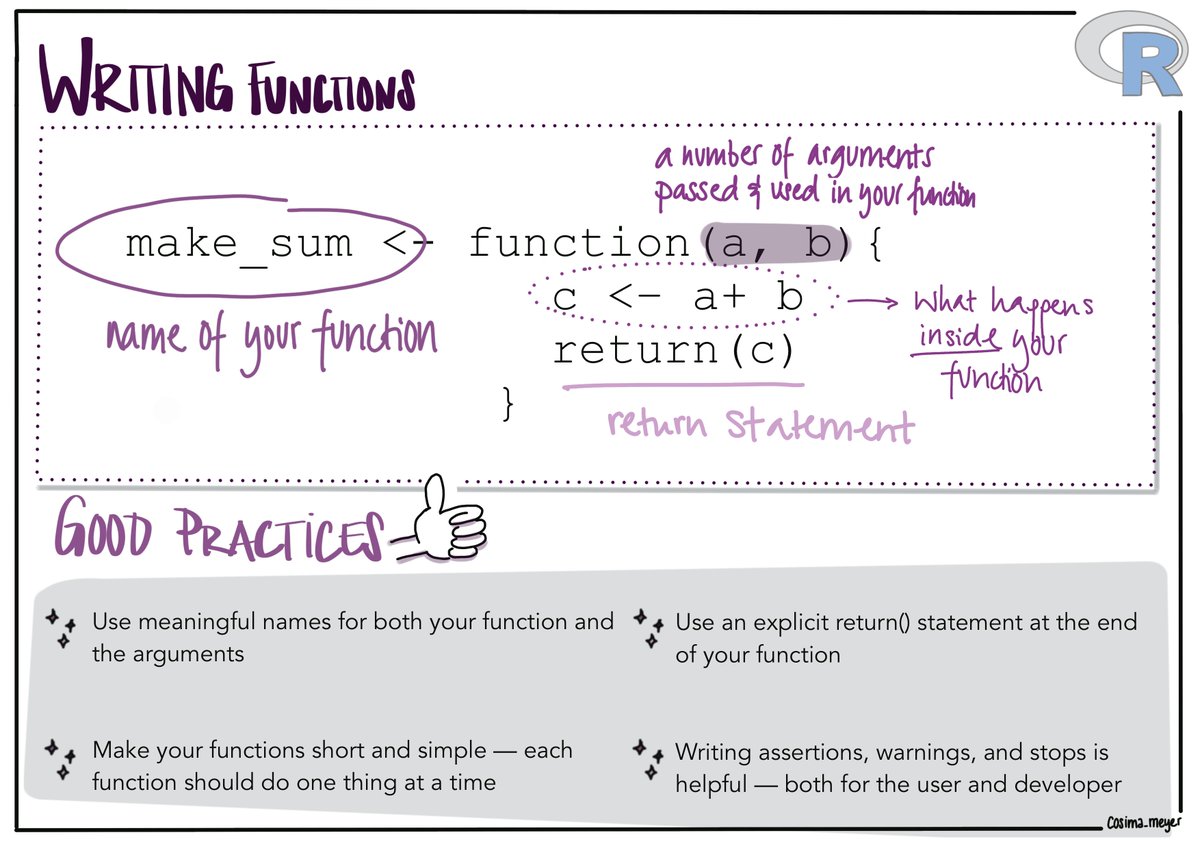 WRITING FUNCTIONS
R
a number of arguments
passed & used in your function
make_sum <- function(a, b){
c <- a+ b
return(c)
}
name of your function
what happens
inside your
function
return statement
GOOD PRACTICES
Use meaningful names for both your function and
the arguments
Make your functions short and simple — each
function should do one thing at a time
Use an explicit return() statement at the end
of your function
Writing assertions, warnings, and stops is
helpful — both for the user and developer
cosima_meyer